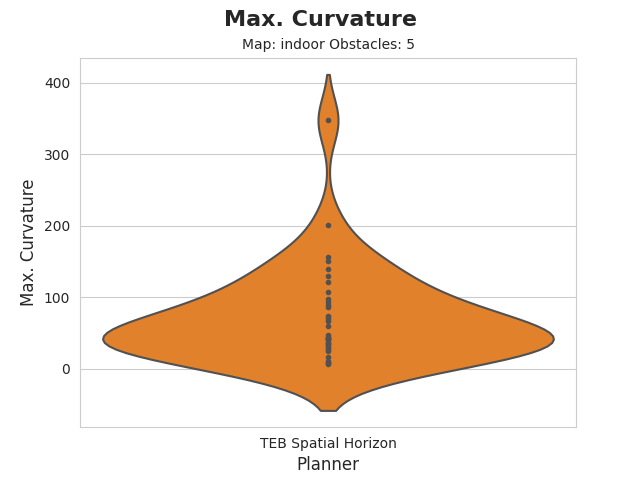 Max. Curvature
Map: indoor Obstacles: 5
400
300
200
100
0
Max. Curvature
TEB Spatial Horizon
Planner